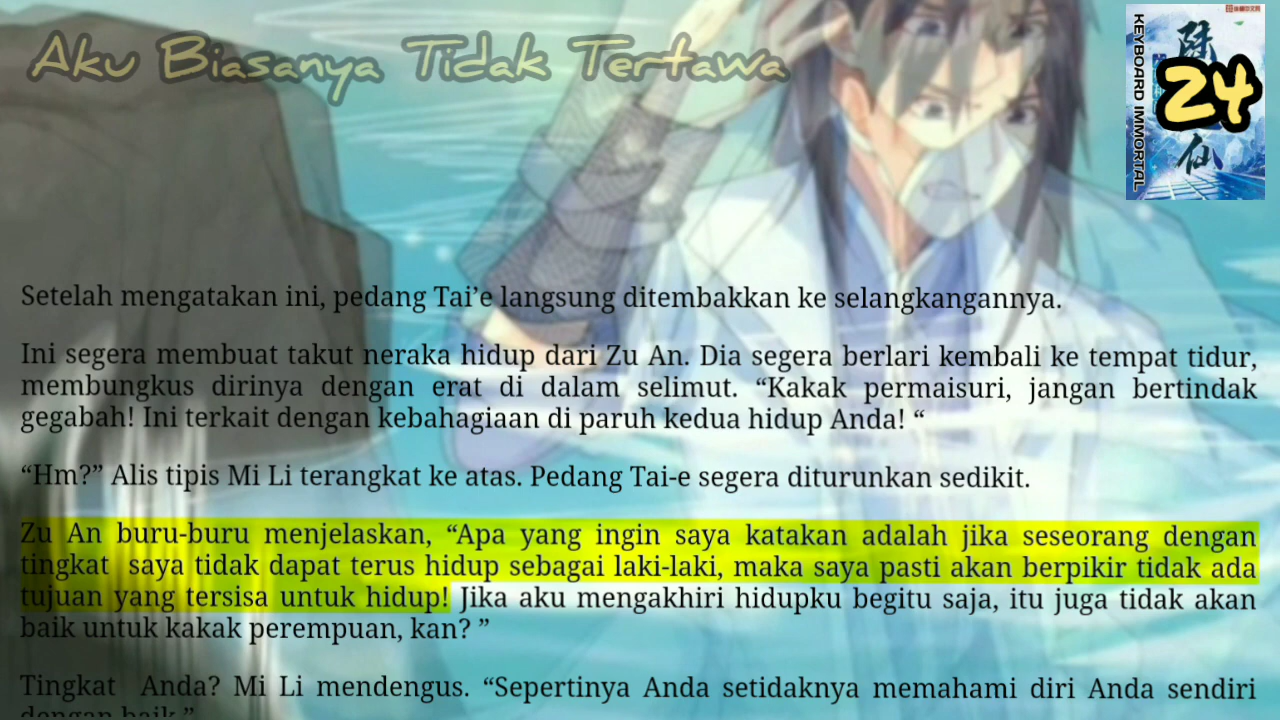 Aku Biasanya Tidak Tertawa
KEYBOARD IMMORTAL
24
仙
Setelah mengatakan ini, pedang Tai’e langsung ditembakkan ke selangkangannya.
Ini segera membuat takut neraka hidup dari Zu An. Dia segera berlari kembali ke tempat tidur,
membungkus dirinya dengan erat di dalam selimut. “Kakak permaisuri, jangan bertindak
gegabah! Ini terkait dengan kebahagiaan di paruh kedua hidup Anda! “
“Hm?” Alis tipis Mi Li terangkat ke atas. Pedang Tai-e segera diturunkan sedikit.
Zu An buru-buru menjelaskan, “Apa yang ingin saya katakan adalah jika seseorang dengan
tingkat saya tidak dapat terus hidup sebagai laki-laki, maka saya pasti akan berpikir tidak ada
tujuan yang tersisa untuk hidup! Jika aku mengakhiri hidupku begitu saja, itu juga tidak akan
baik untuk kakak perempuan, kan? ”
Tingkat Anda? Mi Li mendengus. “Sepertinya Anda setidaknya memahami diri Anda sendiri
dengan baik.”